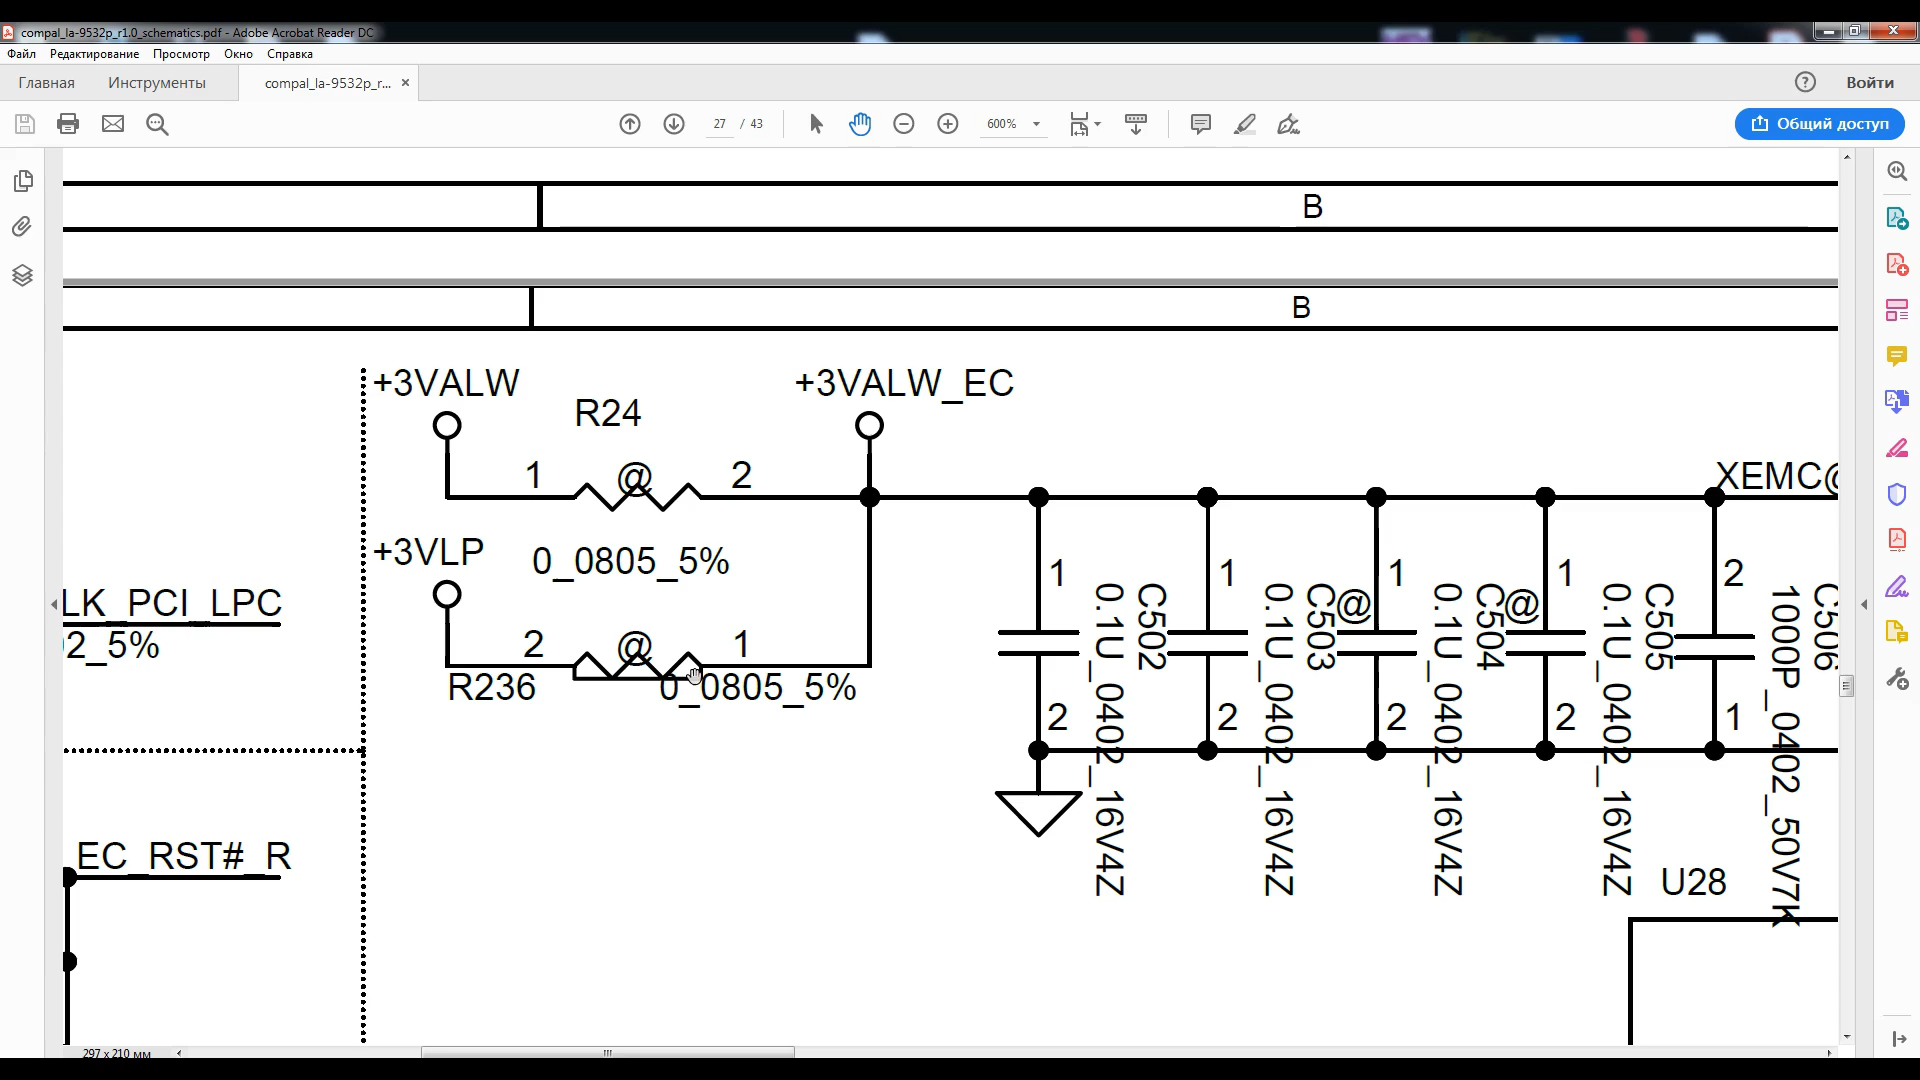 compal_la-9532p_r1.0_schematics.pdf - Adobe Acrobat Reader DC
Файл Редактирование Просмотр Окно Справка
Главная Инструменты compal_la-9532p_r... × Войти
27 / 43 600% Общий доступ
B
B
+3VALW +3VALW_EC
R24
1 @ 2 XEMC@
+3VLP 0_0805_5%
LK_PCI_LPC
02_5%
2 @ 1
R236 0_0805_5%
1 2 0.1U_0402_16V4Z C502
1 2 0.1U_0402_16V4Z C503
@ 1 2 0.1U_0402_16V4Z C504
@ 1 2 0.1U_0402_16V4Z C505
2 1 1000P_0402_50V7K C506
EC_RST#_R
U28
297 x 210 мм